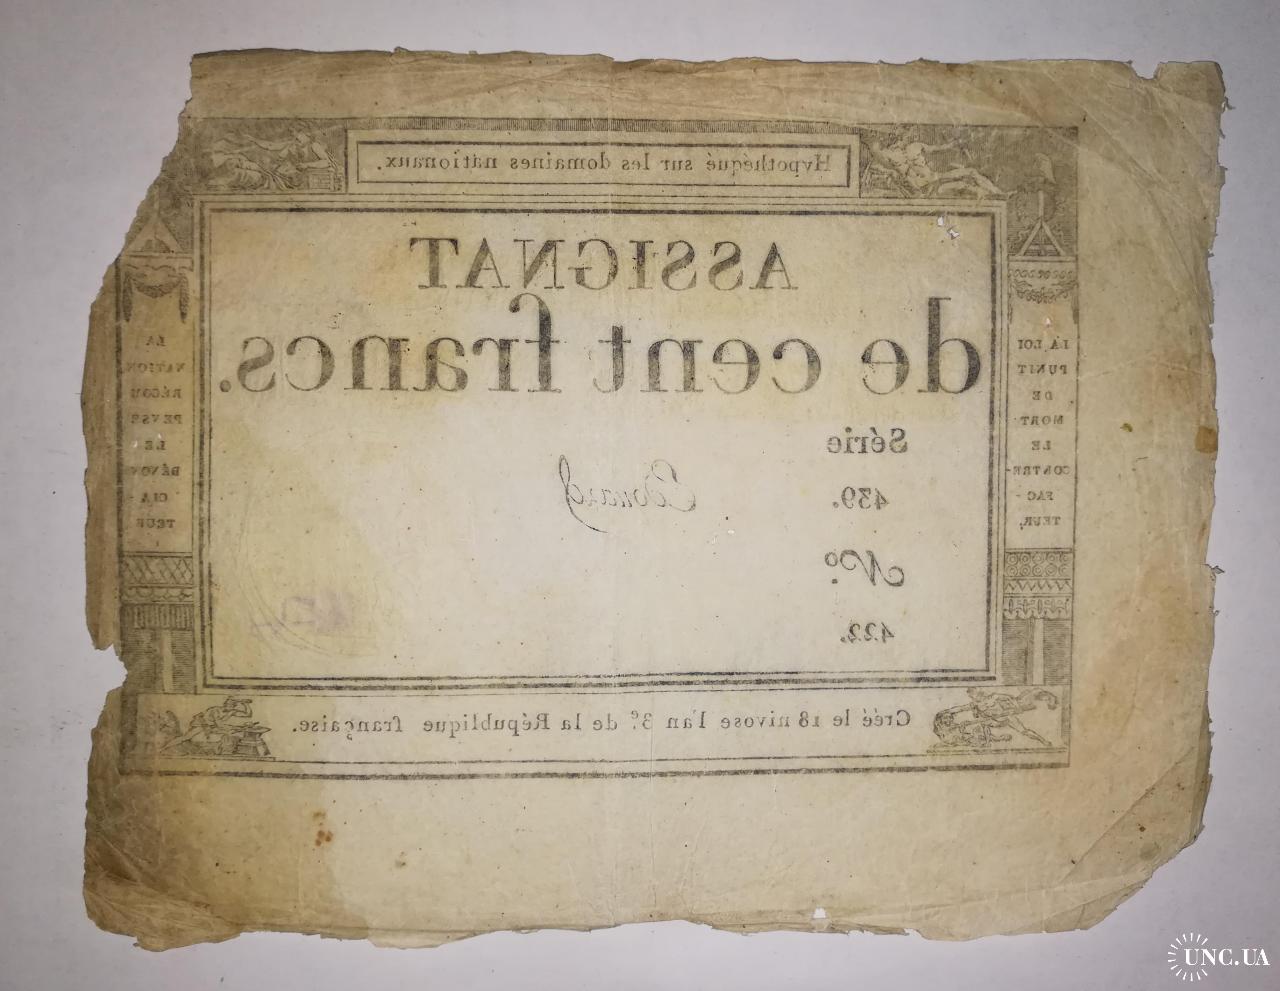 Hypothéqué sur les domaines nationaux.
ASSIGNAT
de cent francs.
Série
439.
Nº.
422.
Edouard
LA LOI
PUNIT
DE
MORT
LE
CONTRE-
FAC-
TEUR.
LA
NATION
RÉCOM
PENSE
LE
DÉNON
CIA-
TEUR
Créé le 18 nivose l'an 3e. de la République française.
UNC.UA